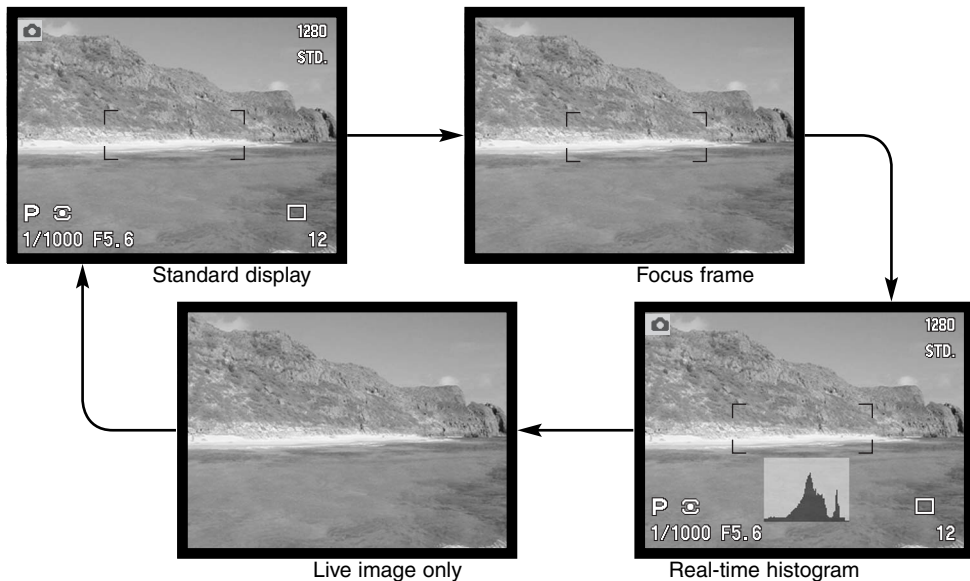 1280
STD.
P
1/1000 F5.6
12
Standard display
Focus frame
1280
STD.
P
1/1000 F5.6
12
Live image only
Real-time histogram